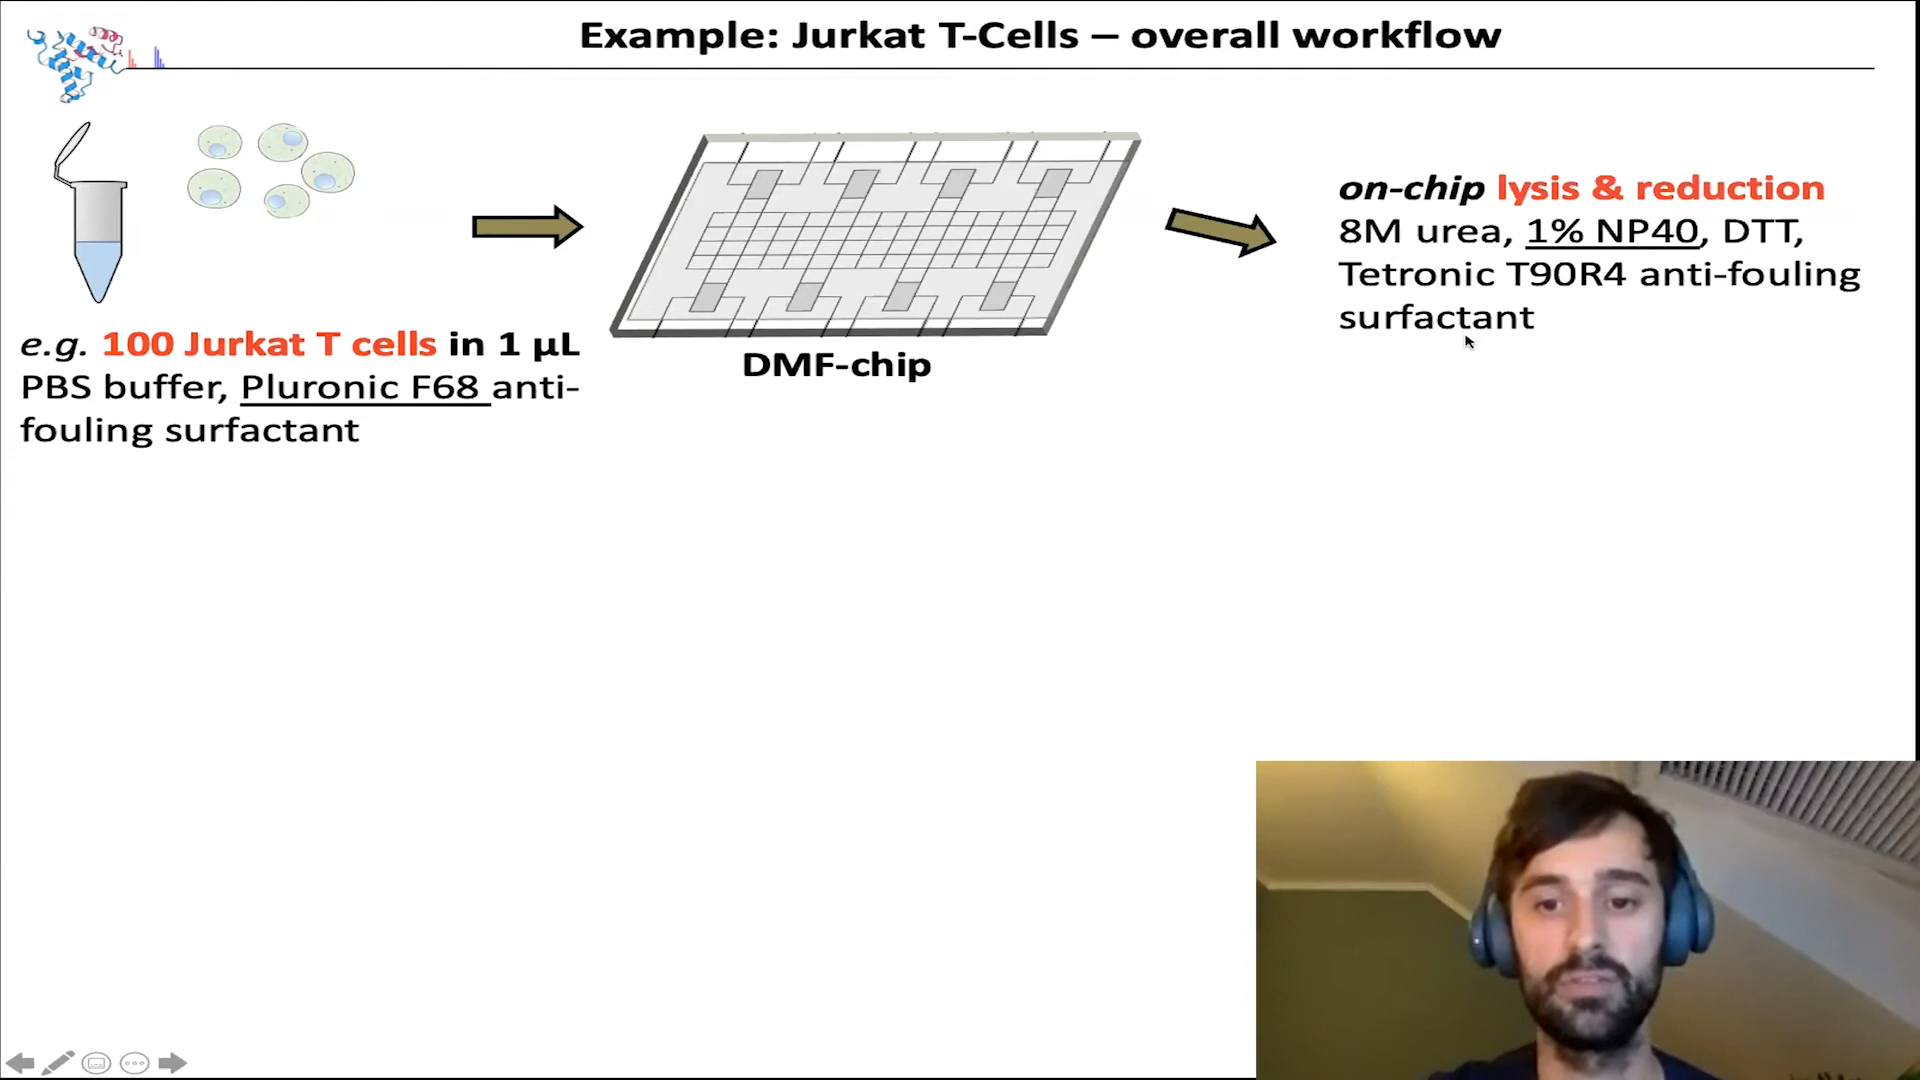 Example: Jurkat T-Cells – overall workflow
e.g. 100 Jurkat T cells in 1 µL
PBS buffer, Pluronic F68 anti-
fouling surfactant
DMF-chip
on-chip lysis & reduction
8M urea, 1% NP40, DTT,
Tetronic T90R4 anti-fouling
surfactant